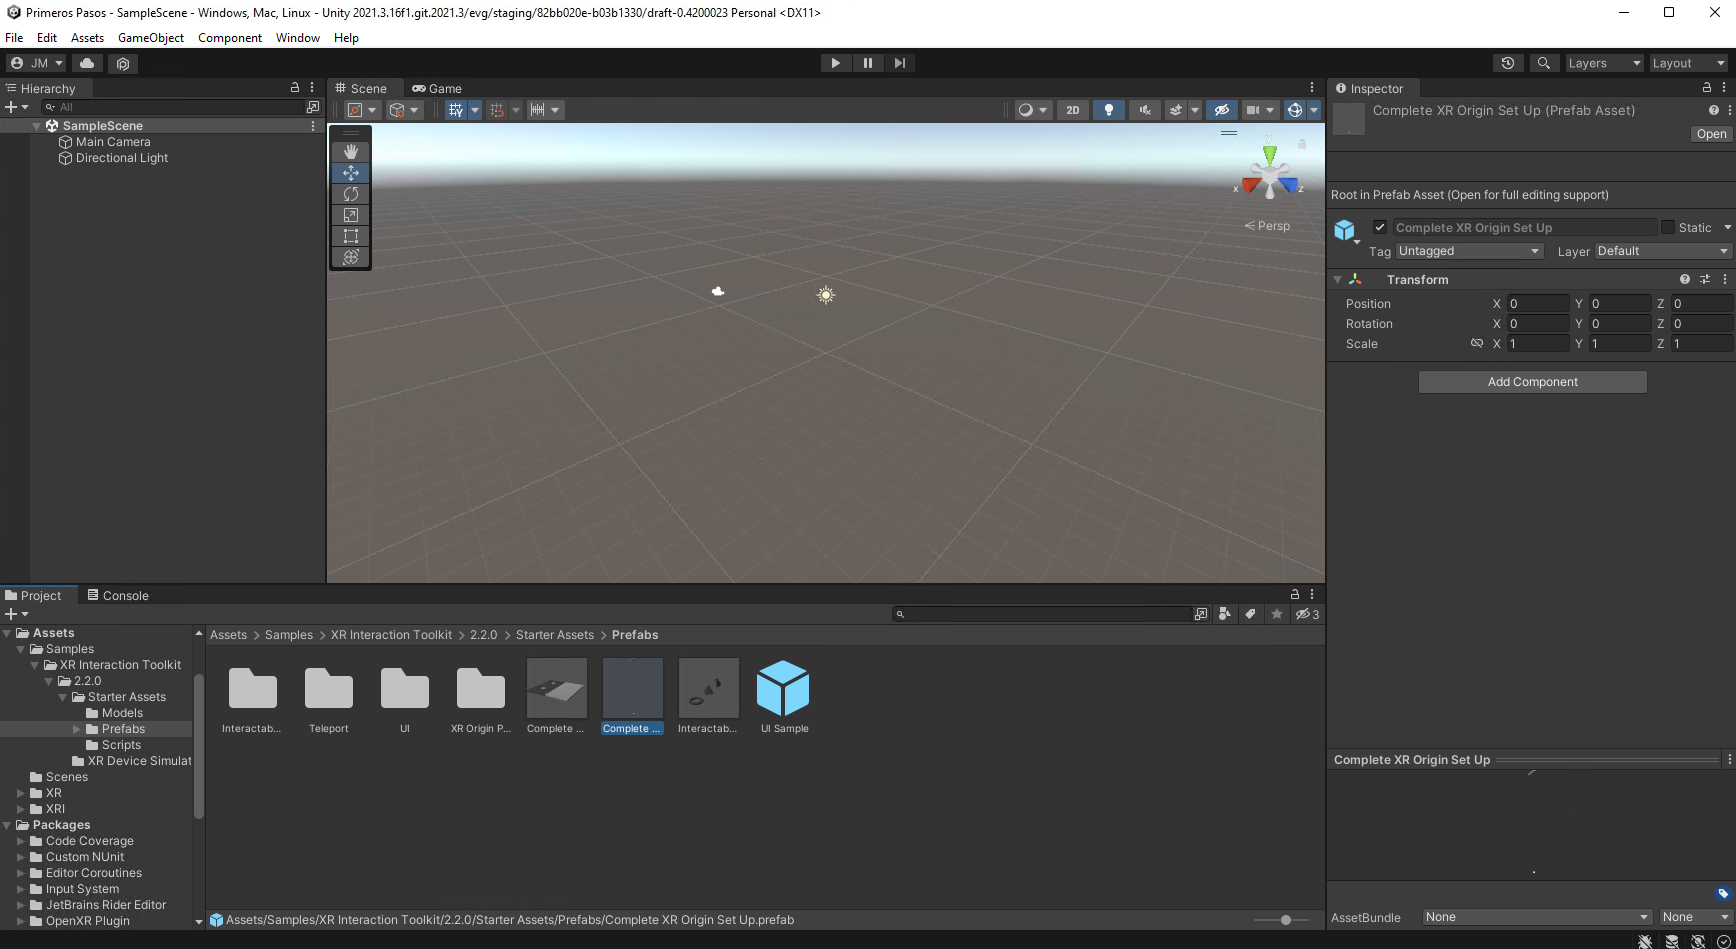 Primeros Pasos - SampleScene - Windows, Mac, Linux - Unity 2021.3.16f1.git.2021.3/evg/staging/82bb020e-b03b1330/draft-0.4200023 Personal <DX11>
File Edit Assets GameObject Component Window Help
JM Layers Layout
Hierarchy
All
SampleScene
Main Camera
Directional Light
Scene Game
2D
y
x z
Persp
Inspector
Complete XR Origin Set Up (Prefab Asset)
Open
Root in Prefab Asset (Open for full editing support)
Complete XR Origin Set Up Static
Tag Untagged Layer Default
Transform
Position X 0 Y 0 Z 0
Rotation X 0 Y 0 Z 0
Scale X 1 Y 1 Z 1
Add Component
Project Console
3
Assets
Samples
XR Interaction Toolkit
2.2.0
Starter Assets
Models
Prefabs
Scripts
XR Device Simulat
Scenes
XR
XRI
Packages
Code Coverage
Custom NUnit
Editor Coroutines
Input System
JetBrains Rider Editor
OpenXR Plugin
Assets > Samples > XR Interaction Toolkit > 2.2.0 > Starter Assets > Prefabs
Interactab... Teleport UI XR Origin P... Complete ... Complete ... Interactab... UI Sample
Assets/Samples/XR Interaction Toolkit/2.2.0/Starter Assets/Prefabs/Complete XR Origin Set Up.prefab
Complete XR Origin Set Up
AssetBundle None None